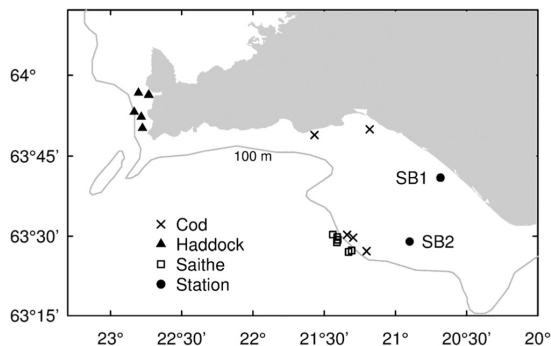 64°
63°45'
63°30'
63°15'
100 m
SB1
SB2
Cod
Haddock
Saithe
Station
23° 22°30' 22° 21°30' 21° 20°30' 20°